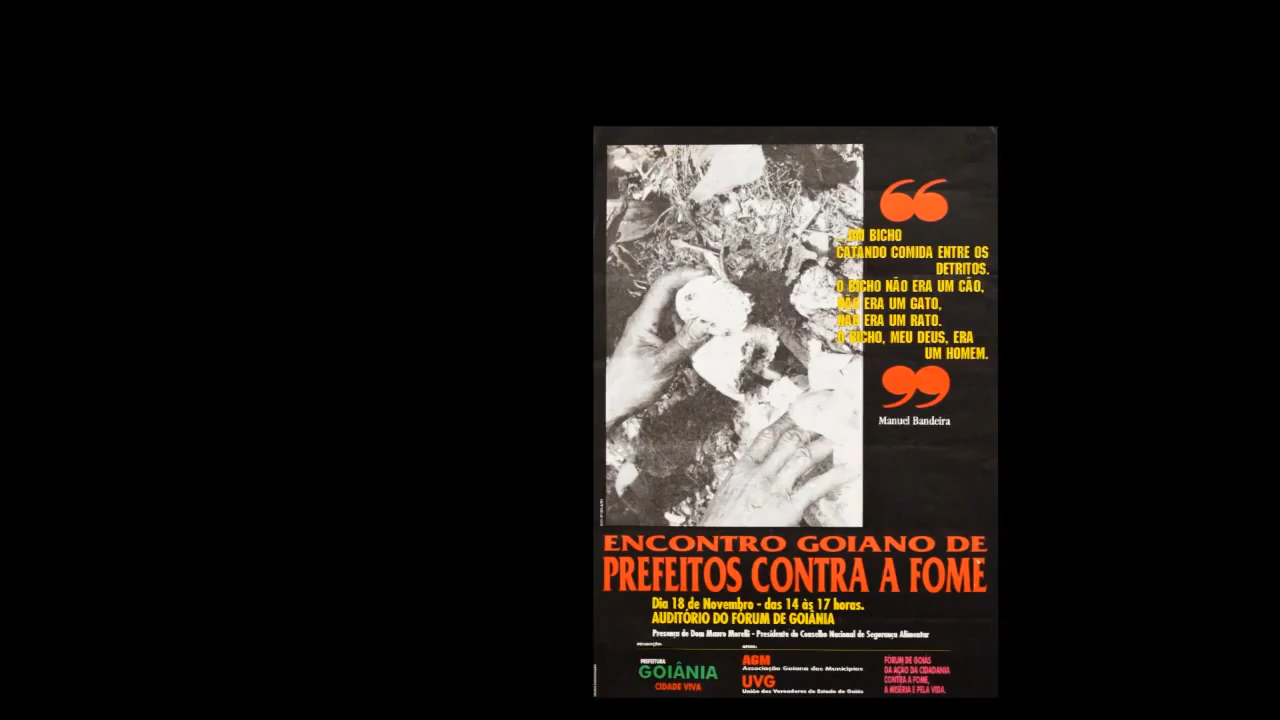 “
... UM BICHO
CATANDO COMIDA ENTRE OS
DETRITOS.
O BICHO NÃO ERA UM CÃO,
NÃO ERA UM GATO,
NÃO ERA UM RATO.
O BICHO, MEU DEUS, ERA
UM HOMEM.
”
Manuel Bandeira
ENCONTRO GOIANO DE
PREFEITOS CONTRA A FOME
Dia 18 de Novembro - das 14 às 17 horas.
AUDITÓRIO DO FÓRUM DE GOIÂNIA
Presença de Dom Mauro Morelli - Presidente do Conselho Nacional de Segurança Alimentar
PROMOÇÃO:
APOIO:
PREFEITURA
GOIÂNIA
CIDADE VIVA
AGM
Associação Goiana dos Municípios
UVG
União dos Vereadores do Estado de Goiás
FÓRUM DE GOIÁS
DA AÇÃO DA CIDADANIA
CONTRA A FOME,
A MISÉRIA E PELA VIDA.